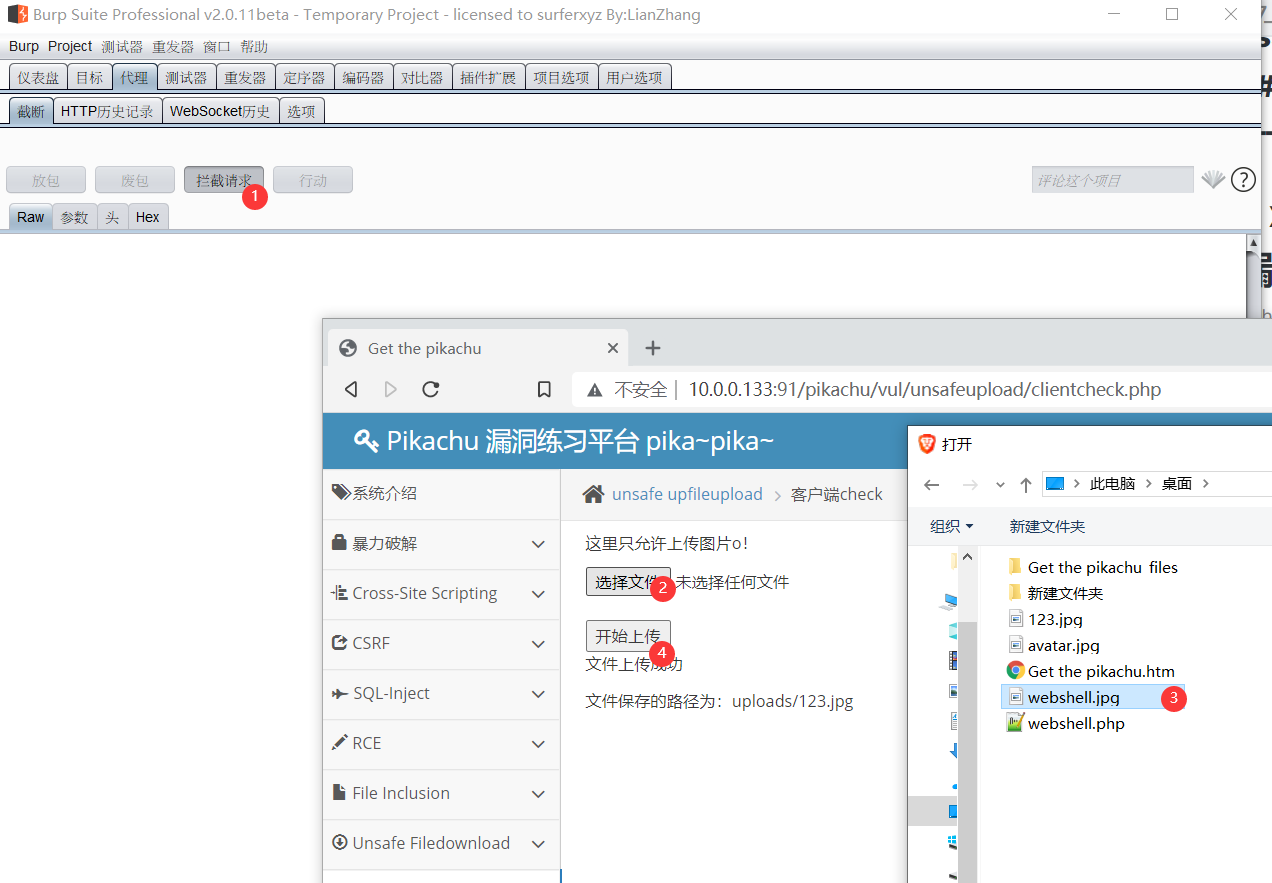 Burp Suite Professional v2.0.11beta - Temporary Project - licensed to surferxyz By:LianZhang
Burp Project 测试器 重发器 窗口 帮助
仪表盘 目标 代理 测试器 重发器 定序器 编码器 对比器 插件扩展 项目选项 用户选项
截断 HTTP历史记录 WebSocket历史 选项
放包 废包 拦截请求 行动 评论这个项目 ?
1
Raw 参数 头 Hex
Get the pikachu
不安全 10.0.0.133:91/pikachu/vul/unsafeupload/clientcheck.php
Pikachu 漏洞练习平台 pika~pika~
系统介绍
暴力破解
Cross-Site Scripting
CSRF
SQL-Inject
RCE
File Inclusion
Unsafe Filedownload
unsafe upfileupload > 客户端check
这里只允许上传图片o!
选择文件 2 未选择任何文件
开始上传 4
文件上传成功
文件保存的路径为：uploads/123.jpg
打开
此电脑 > 桌面 >
组织 新建文件夹
Get the pikachu_files
新建文件夹
123.jpg
avatar.jpg
Get the pikachu.htm
webshell.jpg 3
webshell.php